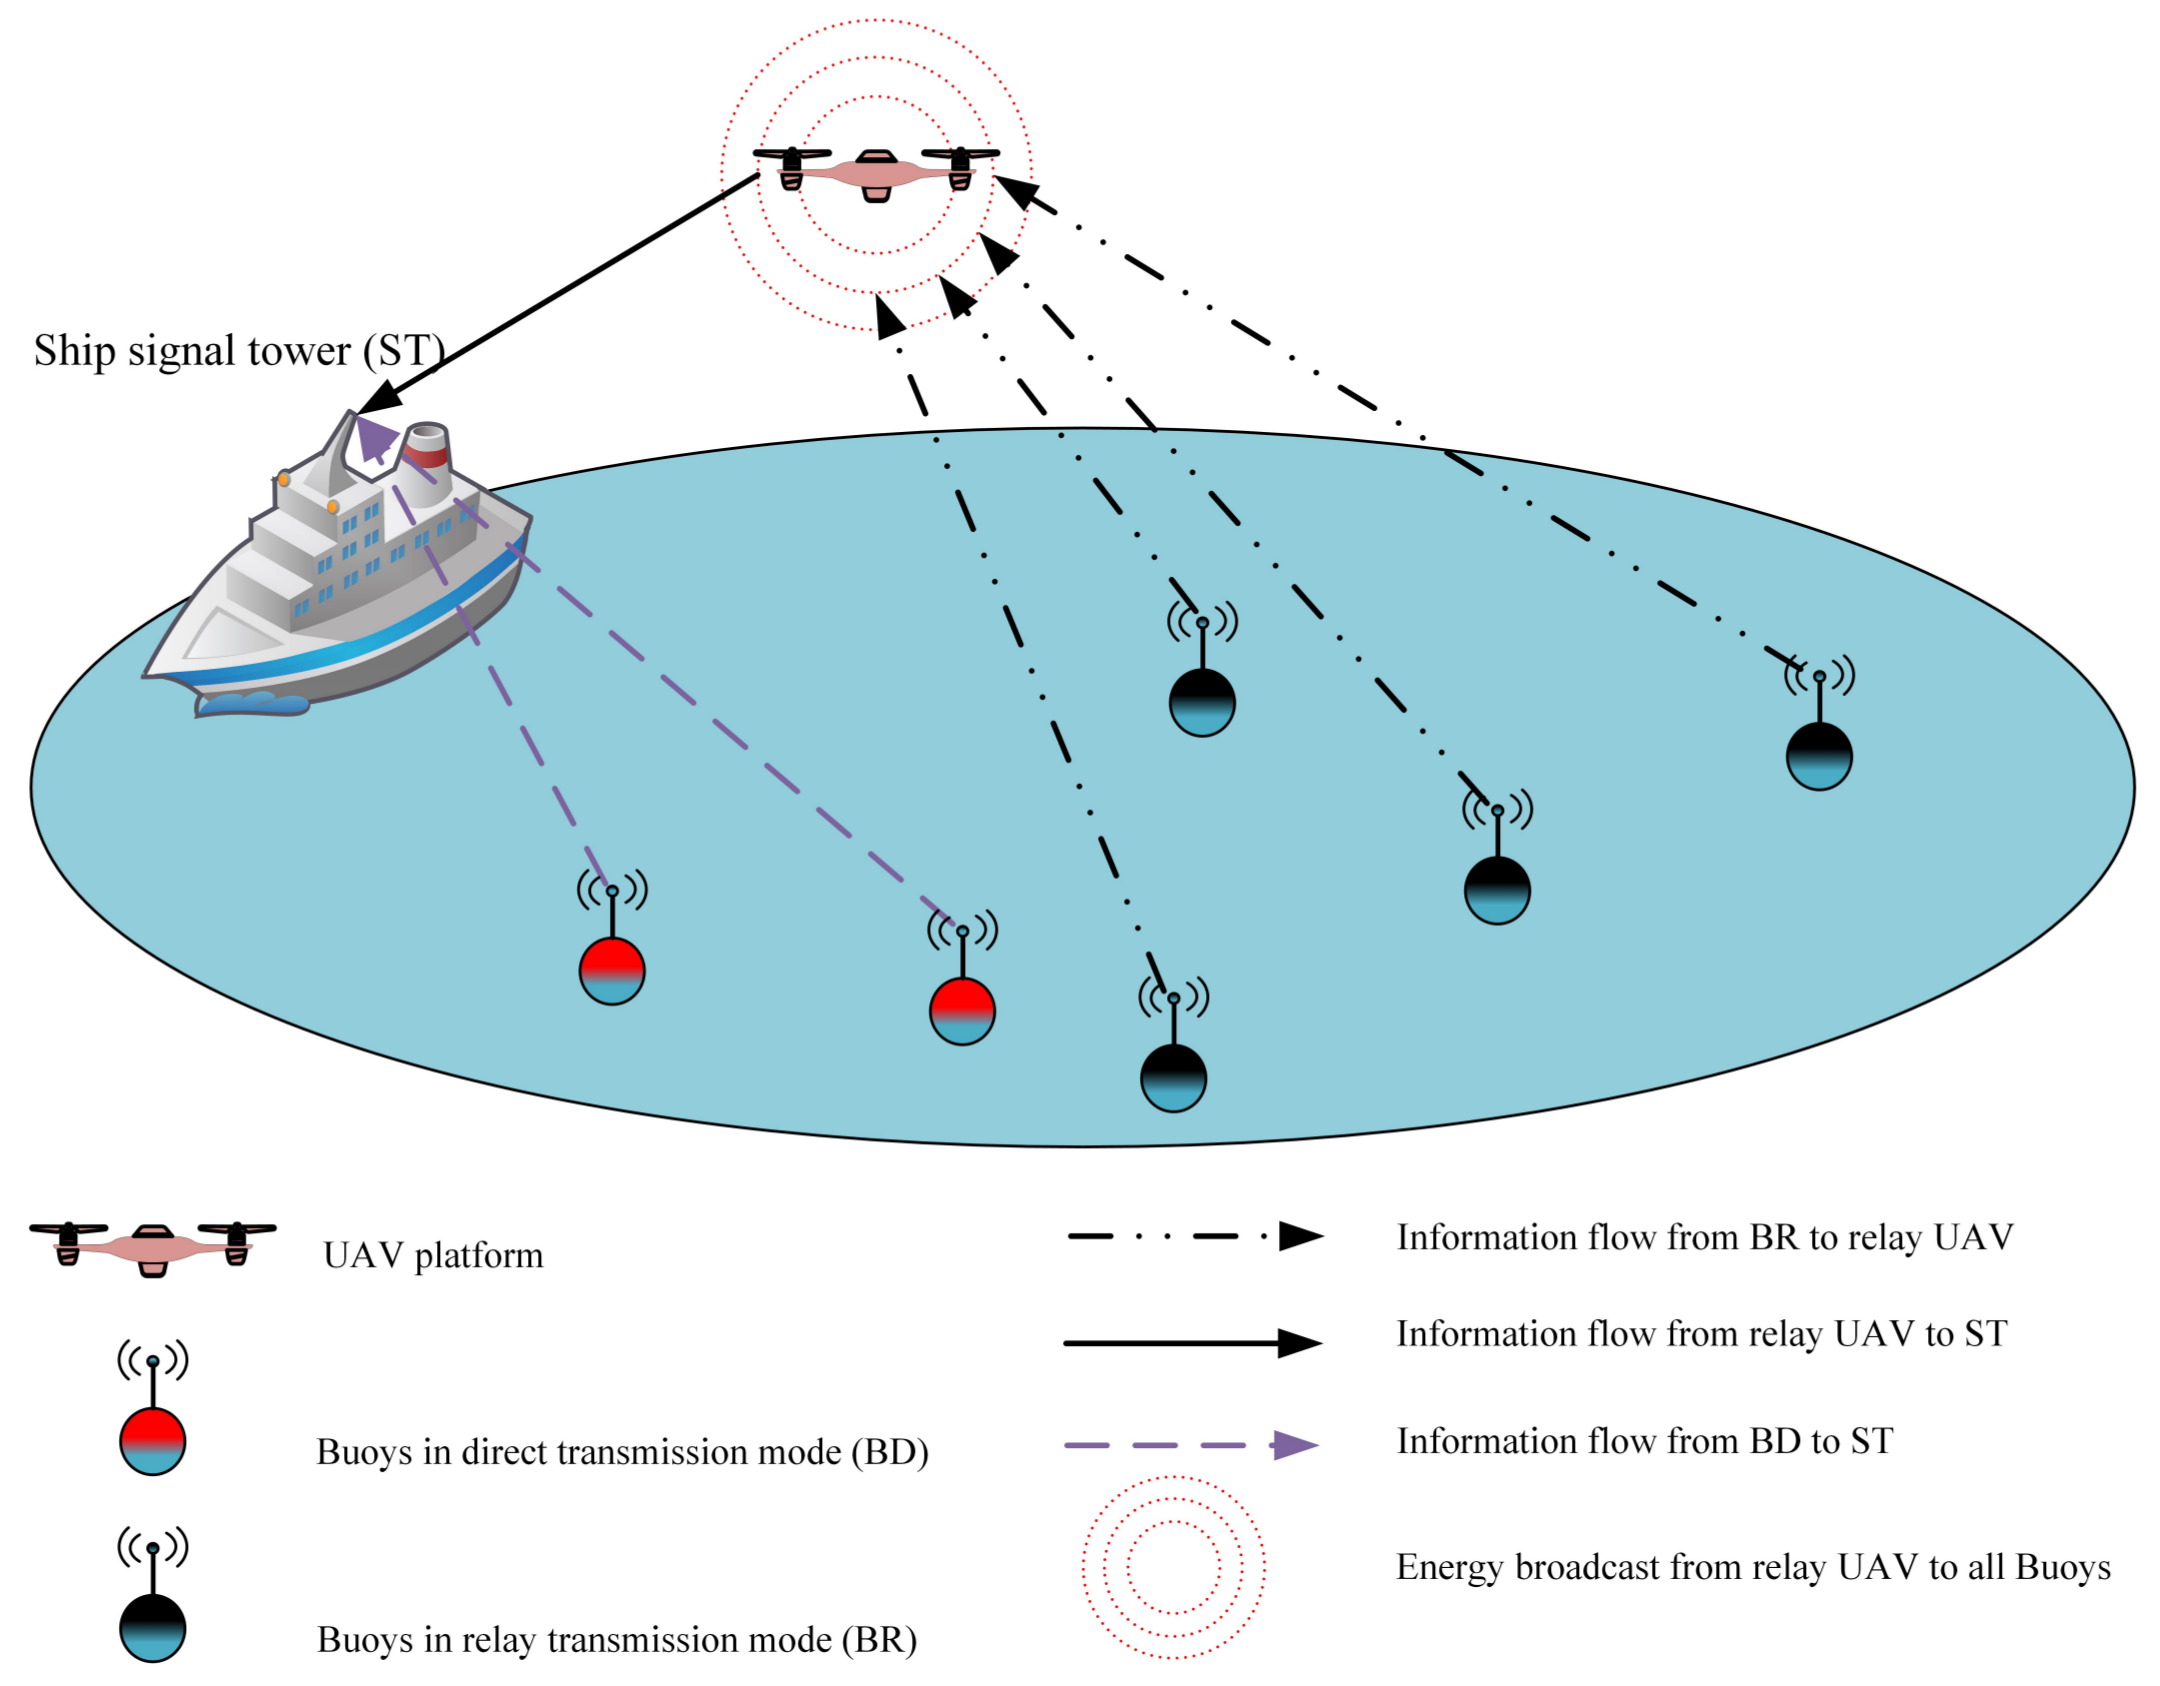 Ship signal tower (ST)
UAV platform
Buoys in direct transmission mode (BD)
Buoys in relay transmission mode (BR)
Information flow from BR to relay UAV
Information flow from relay UAV to ST
Information flow from BD to ST
Energy broadcast from relay UAV to all Buoys